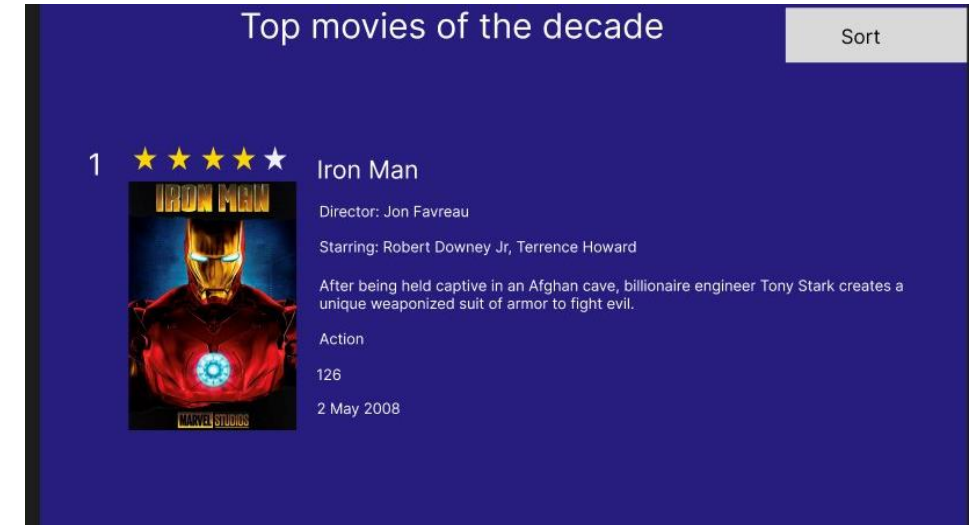 Top movies of the decade
Sort
1
IRON MAN
MARVEL STUDIOS
Iron Man
Director: Jon Favreau
Starring: Robert Downey Jr, Terrence Howard
After being held captive in an Afghan cave, billionaire engineer Tony Stark creates a
unique weaponized suit of armor to fight evil.
Action
126
2 May 2008